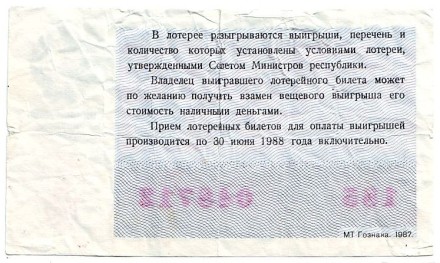 В лотерее разыгрываются выигрыши, перечень и
количество которых установлены условиями лотереи,
утвержденными Советом Министров республики.
Владелец выигравшего лотерейного билета может
по желанию получить взамен вещевого выигрыша его
стоимость наличными деньгами.
Прием лотерейных билетов для оплаты выигрышей
производится по 30 июня 1988 года включительно.
МТ Гознака. 1987.